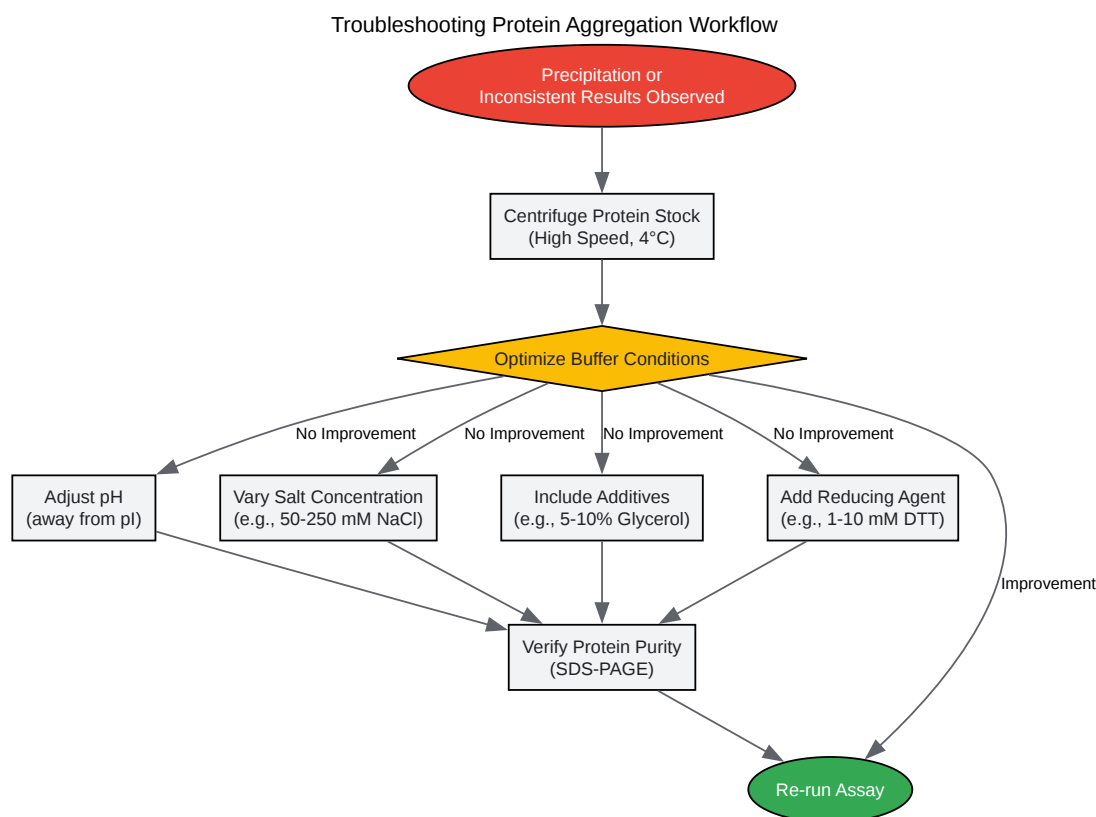 Troubleshooting Protein Aggregation Workflow
Precipitation or
Inconsistent Results Observed
Centrifuge Protein Stock
(High Speed, 4°C)
Optimize Buffer Conditions
No Improvement
No Improvement
No Improvement
No Improvement
Adjust pH
(away from pI)
Vary Salt Concentration
(e.g., 50-250 mM NaCl)
Include Additives
(e.g., 5-10% Glycerol)
Add Reducing Agent
(e.g., 1-10 mM DTT)
Improvement
Verify Protein Purity
(SDS-PAGE)
Re-run Assay